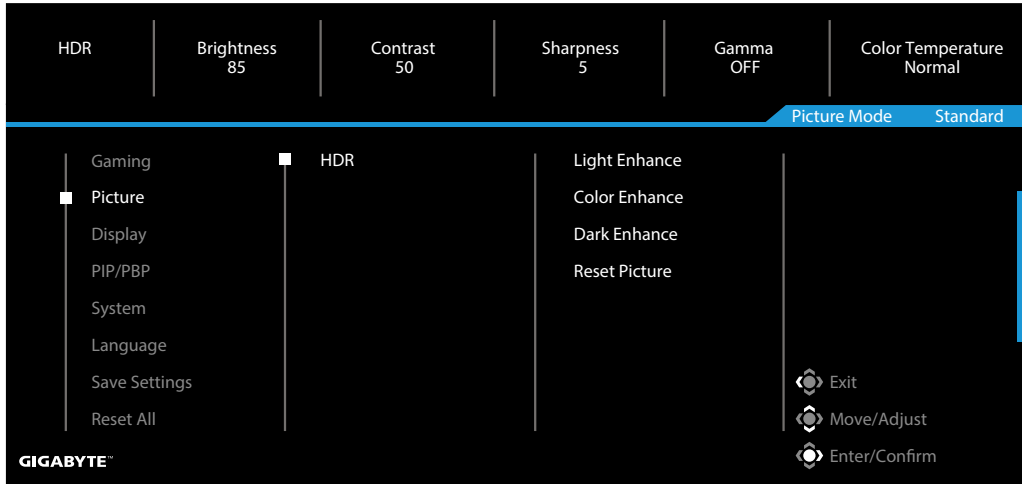 HDR
Brightness
85
Contrast
50
Sharpness
5
Gamma
OFF
Color Temperature
Normal
Picture Mode Standard
Gaming
Picture
Display
PIP/PBP
System
Language
Save Settings
Reset All
HDR
Light Enhance
Color Enhance
Dark Enhance
Reset Picture
Exit
Move/Adjust
Enter/Confirm
GIGABYTE™